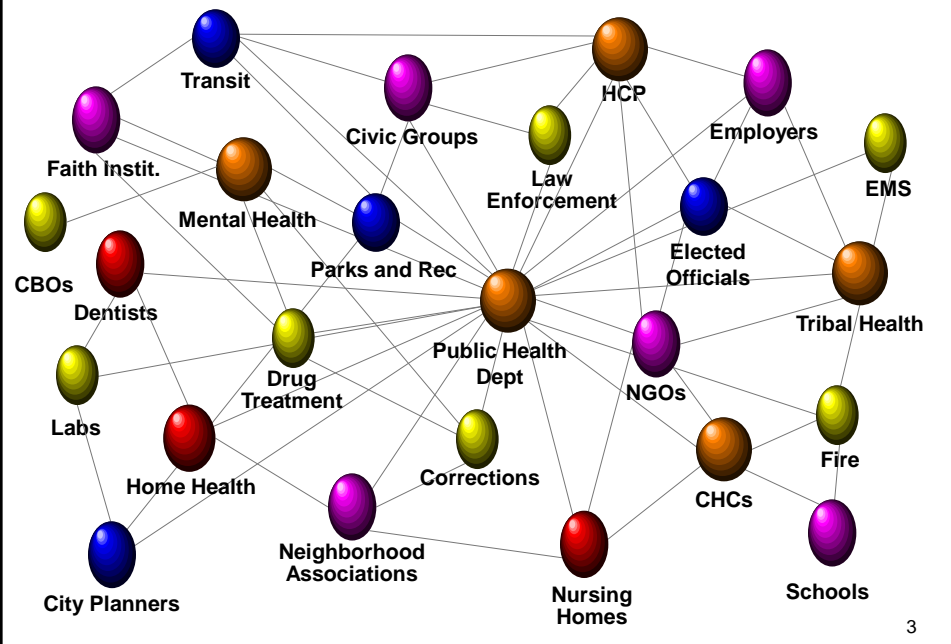 Transit
HCP
Civic Groups
Employers
Faith Instit.
Law
Enforcement
EMS
Mental Health
CBOs
Parks and Rec
Elected
Officials
Dentists
Tribal Health
Public Health
Dept
Drug
Treatment
NGOs
Labs
Fire
Home Health
Corrections
CHCs
Neighborhood
Associations
City Planners
Nursing
Homes
Schools
3